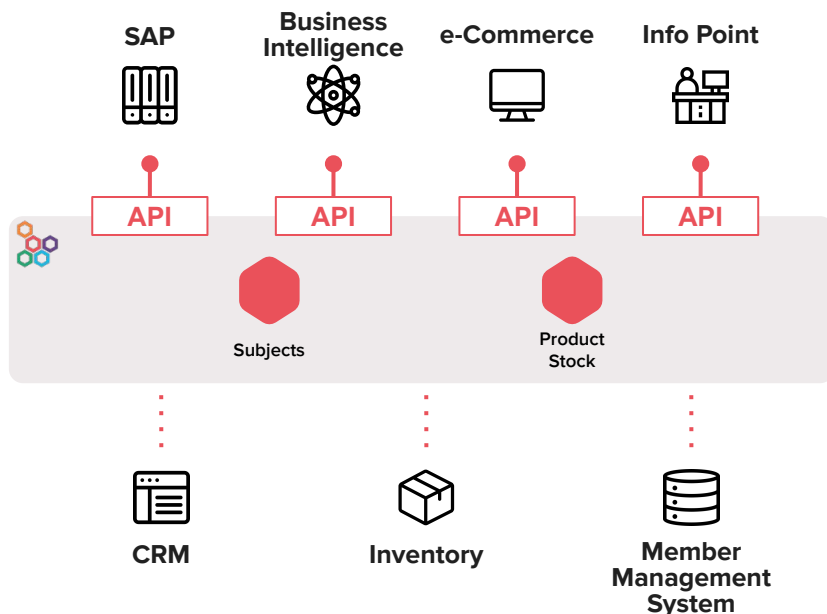 SAP
Business
Intelligence
e-Commerce
Info Point
API
API
API
API
Subjects
Product
Stock
CRM
Inventory
Member
Management
System